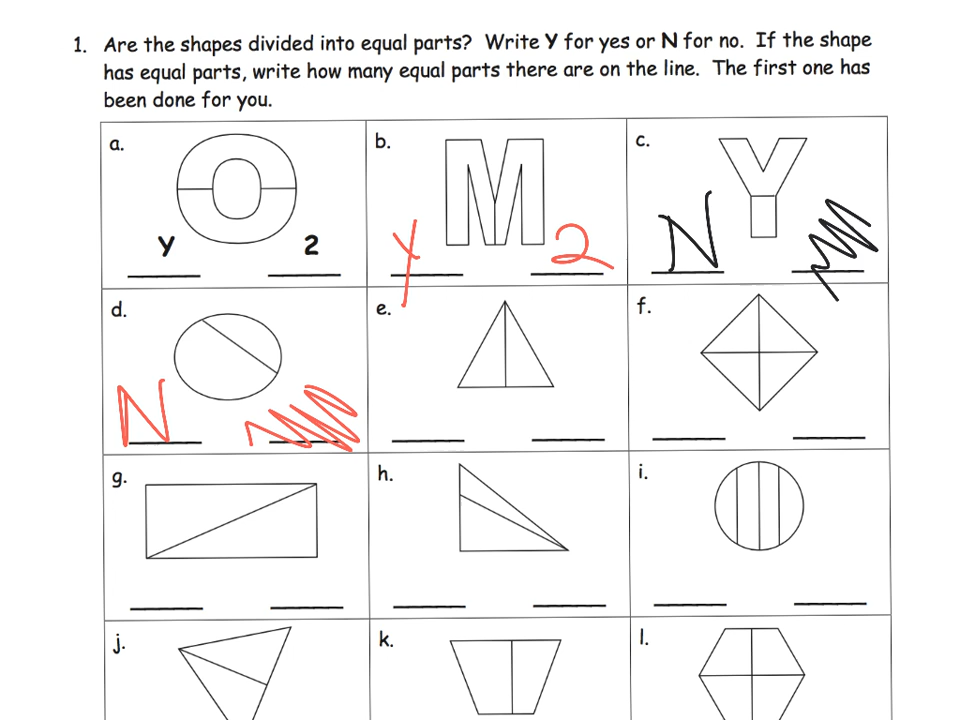 1. Are the shapes divided into equal parts? Write Y for yes or N for no. If the shape
has equal parts, write how many equal parts there are on the line. The first one has
been done for you.
a. O
Y 2
b. M
Y 2
c. Y
N
d.
N
e.
f.
g.
h.
i.
j.
k.
l.